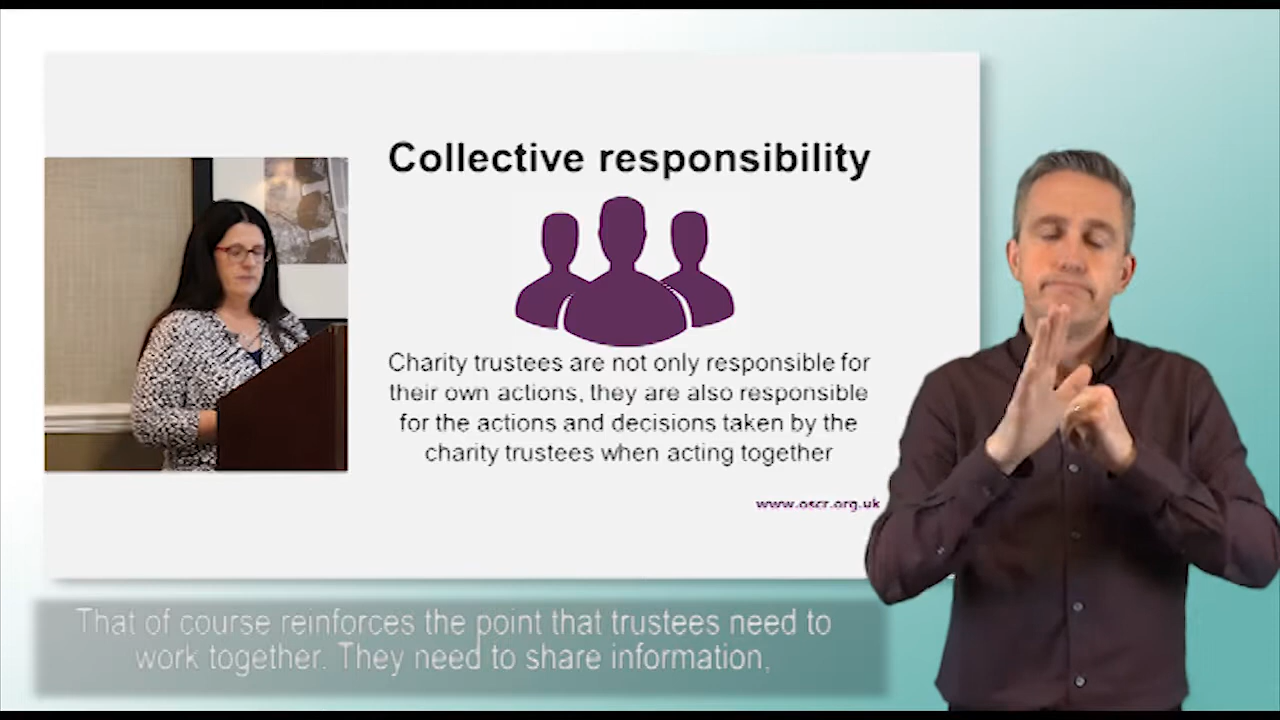 Collective responsibility
Charity trustees are not only responsible for
their own actions, they are also responsible
for the actions and decisions taken by the
charity trustees when acting together
www.oscr.org.uk
That of course reinforces the point that trustees need to
work together. They need to share information,